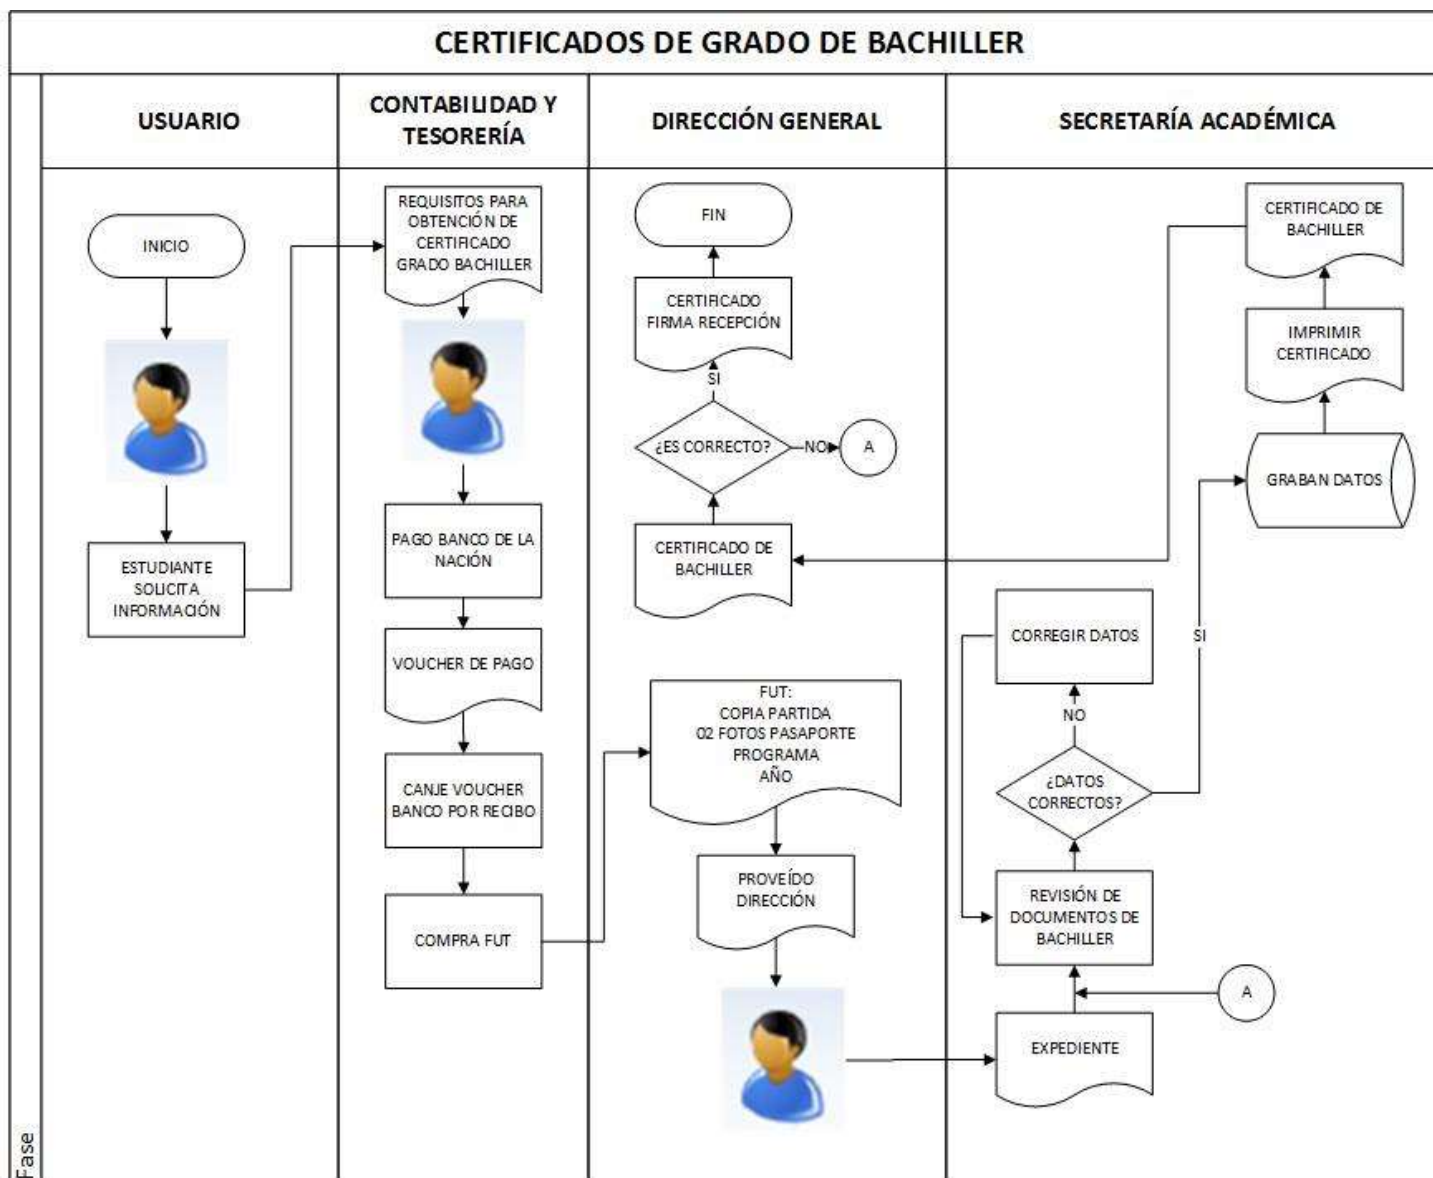 CERTIFICADOS DE GRADO DE BACHILLER
USUARIO
CONTABILIDAD Y
TESORERÍA
DIRECCIÓN GENERAL
SECRETARÍA ACADÉMICA
INICIO
ESTUDIANTE
SOLICITA
INFORMACIÓN
REQUISITOS PARA
OBTENCIÓN DE
CERTIFICADO
GRADO BACHILLER
PAGO BANCO DE LA
NACIÓN
VOUCHER DE PAGO
CANJE VOUCHER
BANCO POR RECIBO
COMPRA FUT
FIN
CERTIFICADO
FIRMA RECEPCIÓN
SI
¿ES CORRECTO?
NO
A
CERTIFICADO DE
BACHILLER
FUT:
COPIA PARTIDA
02 FOTOS PASAPORTE
PROGRAMA
AÑO
PROVEÍDO
DIRECCIÓN
CERTIFICADO DE
BACHILLER
IMPRIMIR
CERTIFICADO
GRABAN DATOS
CORREGIR DATOS
SI
NO
¿DATOS
CORRECTOS?
REVISIÓN DE
DOCUMENTOS DE
BACHILLER
A
EXPEDIENTE
Fase